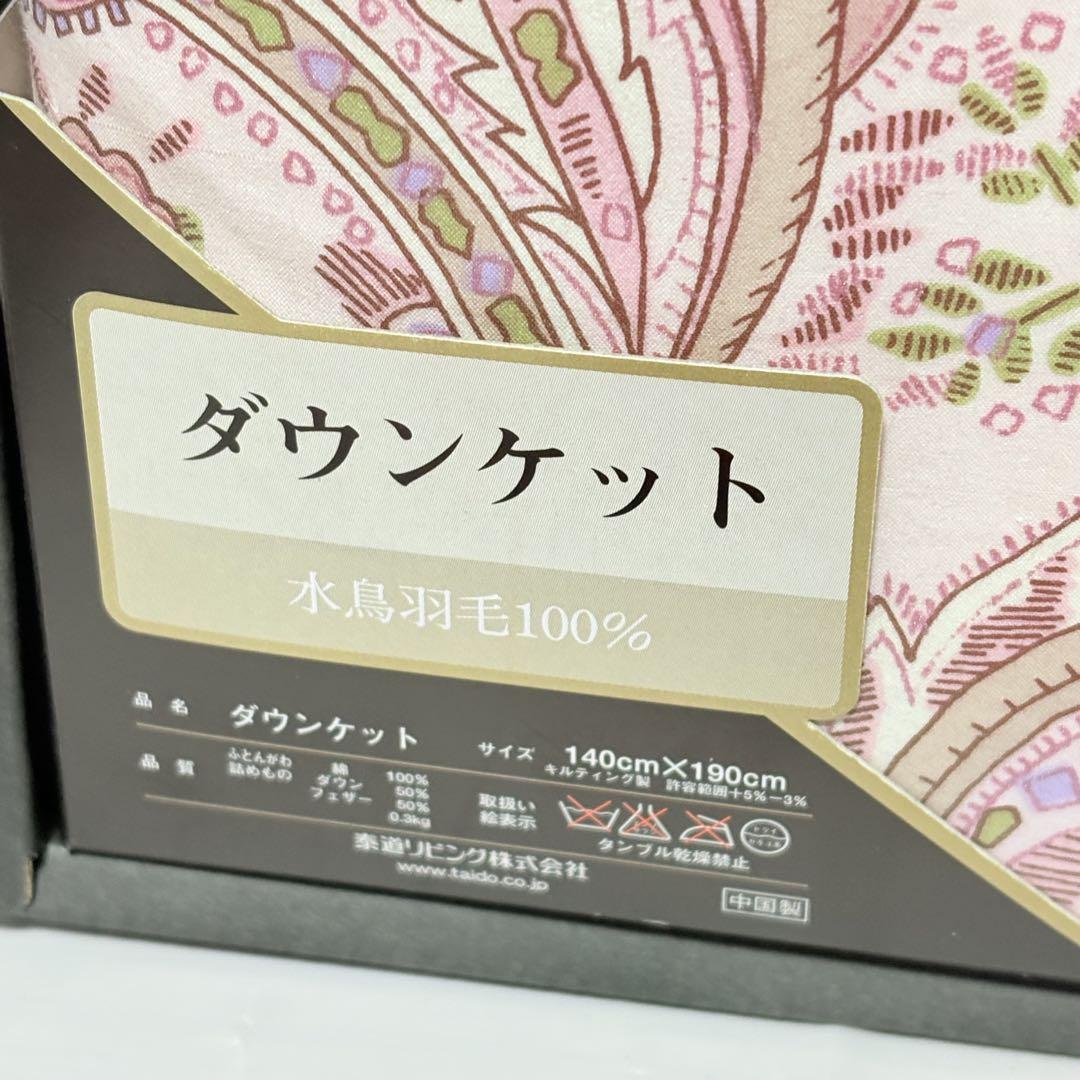 ダウンケット
水鳥羽毛100%
品名 ダウンケット サイズ 140cm×190cm
キルティング製 許容範囲+5%-3%
品質 ふとんがわ 綿 100%
詰めもの ダウン 50%
フェザー 50%
0.3kg
取扱い
絵表示
タンブル乾燥禁止
泰道リビング株式会社
www.taido.co.jp
中国製